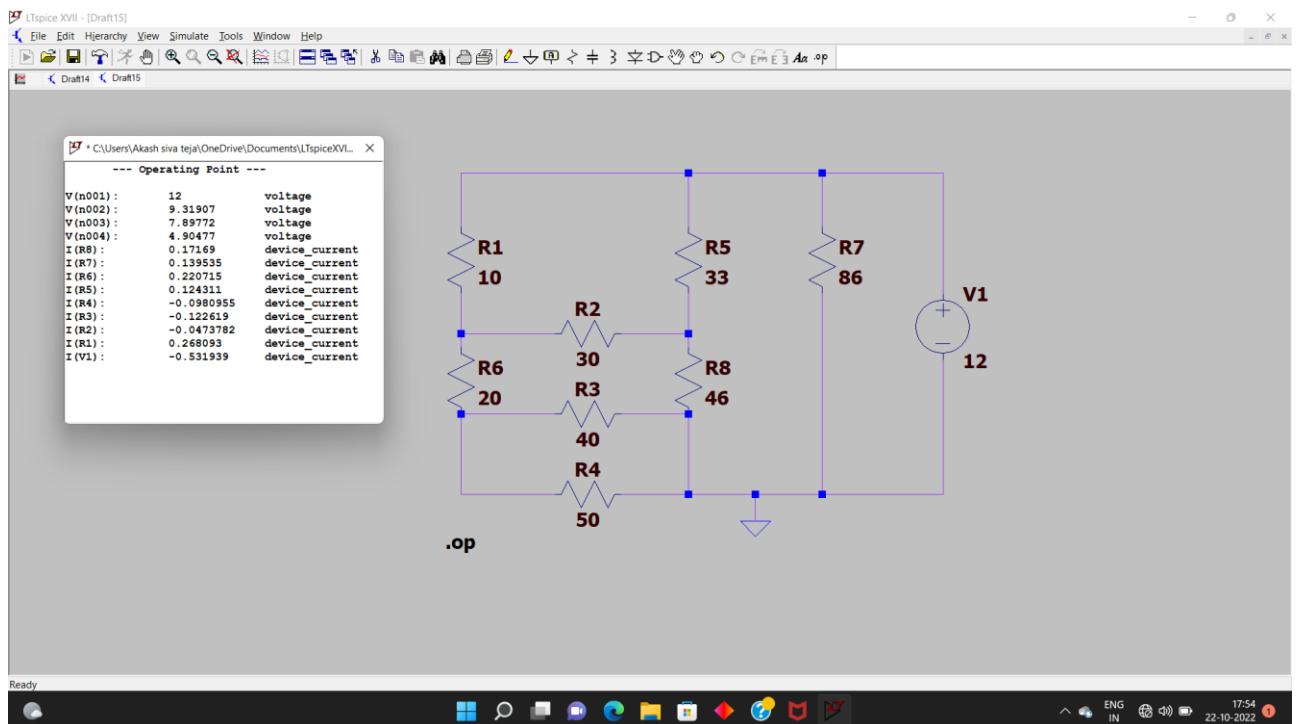 LTspice XVII - [Draft15]
File Edit Hierarchy View Simulate Tools Window Help
Aa .op
Draft14 Draft15
* C:\Users\Akash siva teja\OneDrive\Documents\LTspiceXVI...
--- Operating Point ---
V(n001): 12 voltage
V(n002): 9.31907 voltage
V(n003): 7.89772 voltage
V(n004): 4.90477 voltage
I(R8): 0.17169 device_current
I(R7): 0.139535 device_current
I(R6): 0.220715 device_current
I(R5): 0.124311 device_current
I(R4): -0.0980955 device_current
I(R3): -0.122619 device_current
I(R2): -0.0473782 device_current
I(R1): 0.268093 device_current
I(V1): -0.531939 device_current
R1 R5 R7
10 33 86
V1
R2
30
12
R6 R8
R3
20 46
40
R4
50
.op
Ready
ENG 17:54
IN 22-10-2022 1